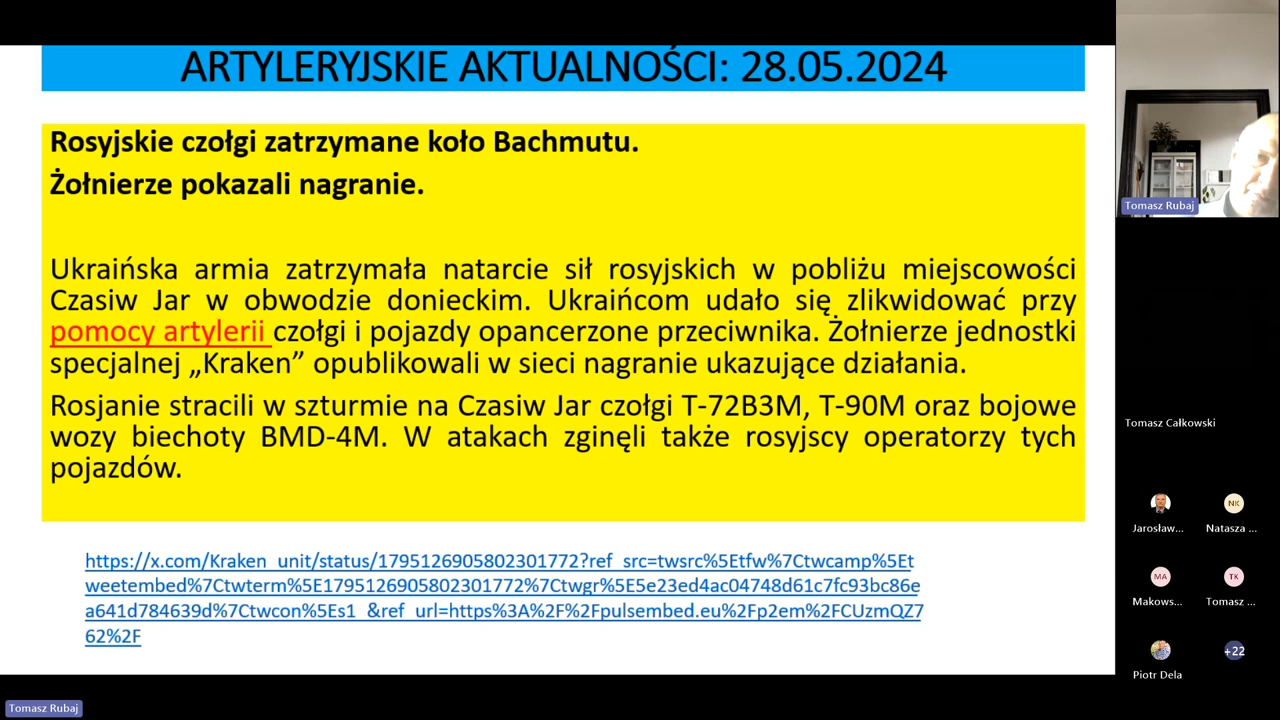 ARTYLERYJSKIE AKTUALNOŚCI: 28.05.2024
Rosyjskie czołgi zatrzymane koło Bachmutu.
Żołnierze pokazali nagranie.
Ukraińska armia zatrzymała natarcie sił rosyjskich w pobliżu miejscowości
Czasiw Jar w obwodzie donieckim. Ukraińcom udało się zlikwidować przy
pomocy artylerii czołgi i pojazdy opancerzone przeciwnika. Żołnierze jednostki
specjalnej „Kraken” opublikowali w sieci nagranie ukazujące działania.
Rosjanie stracili w szturmie na Czasiw Jar czołgi T-72B3M, T-90M oraz bojowe
wozy biechoty BMD-4M. W atakach zginęli także rosyjscy operatorzy tych
pojazdów.
https://x.com/Kraken_unit/status/1795126905802301772?ref_src=twsrc%5Etfw%7Ctwcamp%5Et
weetembed%7Ctwterm%5E1795126905802301772%7Ctwgr%5E5e23ed4ac04748d61c7fc93bc86e
a641d784639d%7Ctwcon%5Es1_&ref_url=https%3A%2F%2Fpulsembed.eu%2Fp2em%2FCUzmQZ7
62%2F
Tomasz Rubaj
Tomasz Całkowski
Jarosław...
NK
Natasza ...
MA
Makows...
TK
Tomasz ...
Piotr Dela
+22
Tomasz Rubaj